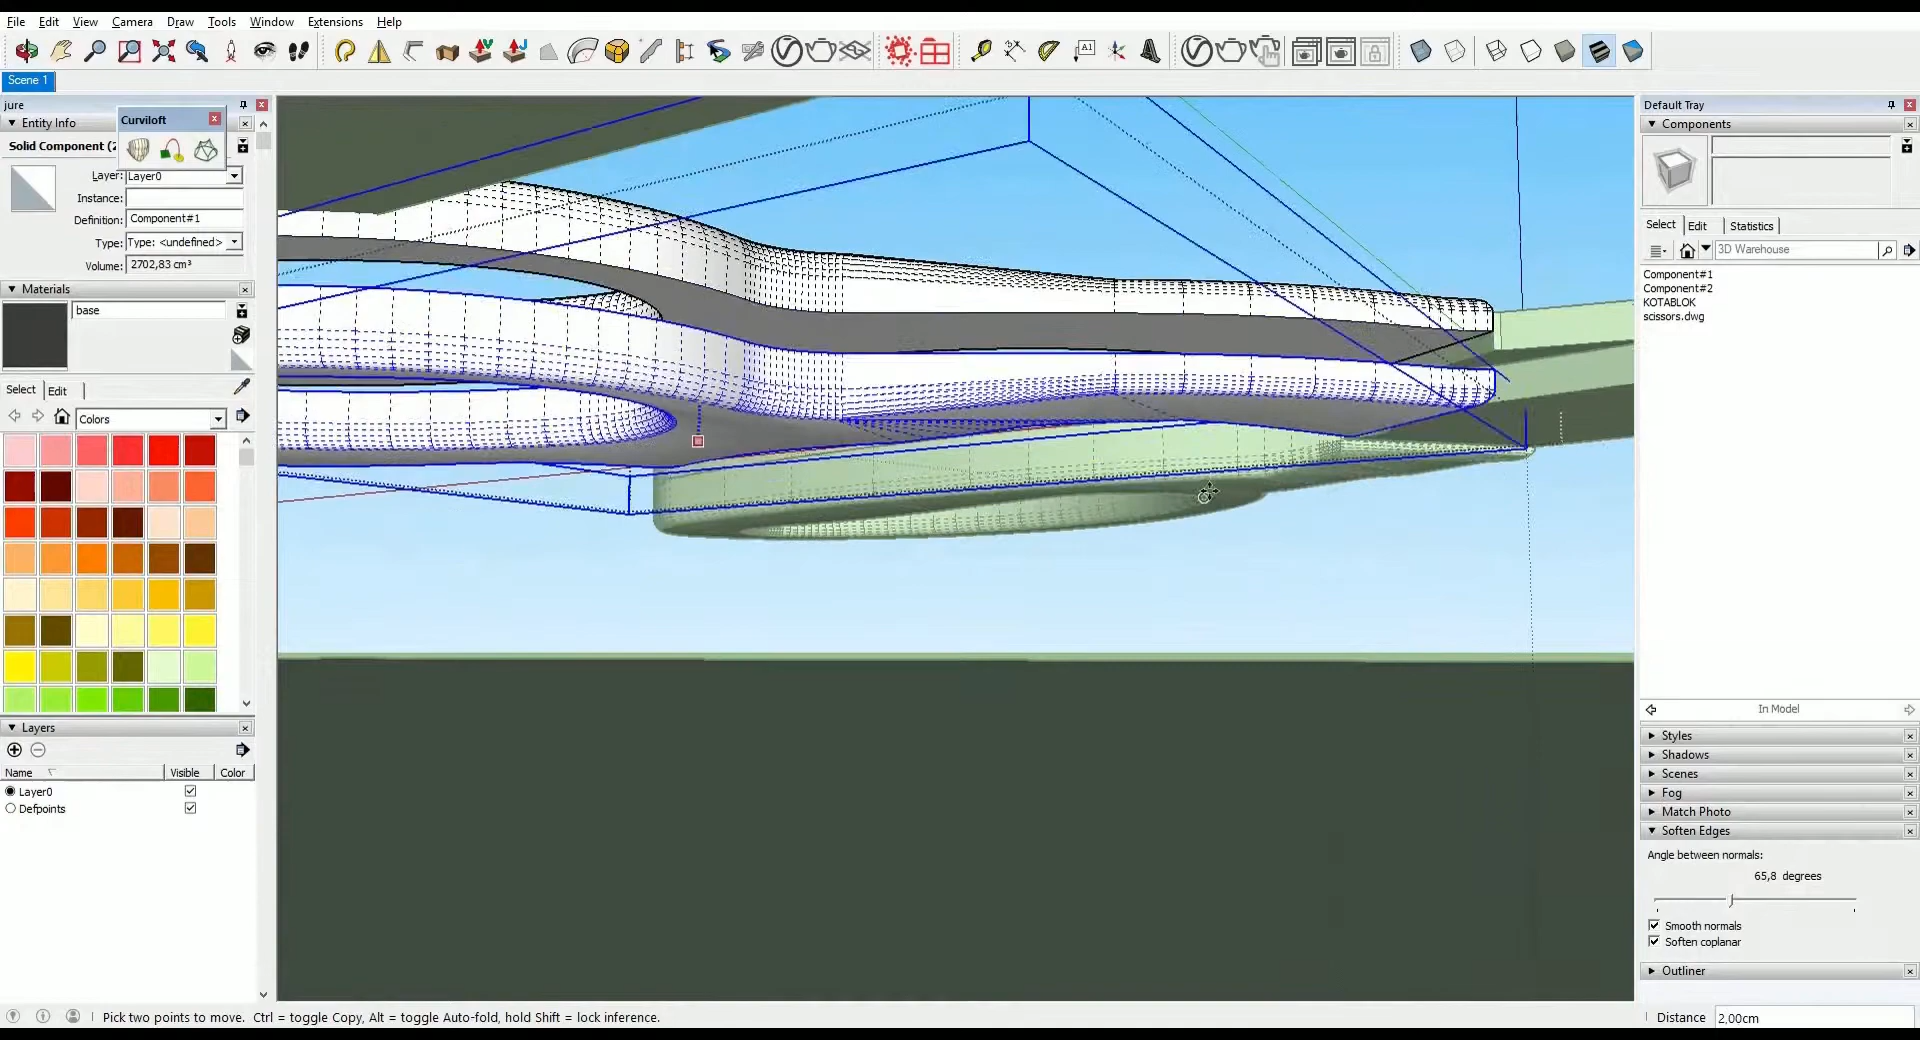 File Edit View Camera Draw Tools Window Extensions Help
A1
Scene 1
jure
Entity Info
Curviloft
Solid Component (2
Layer: Layer0
Instance:
Definition: Component#1
Type: Type: <undefined>
Volume: 2702,83 cm³
Materials
base
Select Edit
Colors
Layers
Name Visible Color
Layer0
Defpoints
Default Tray
Components
Select Edit Statistics
3D Warehouse
Component#1
Component#2
KOTABLOK
scissors.dwg
In Model
Styles
Shadows
Scenes
Fog
Match Photo
Soften Edges
Angle between normals:
65,8 degrees
Smooth normals
Soften coplanar
Outliner
Pick two points to move. Ctrl = toggle Copy, Alt = toggle Auto-fold, hold Shift = lock inference.
Distance 2,00cm